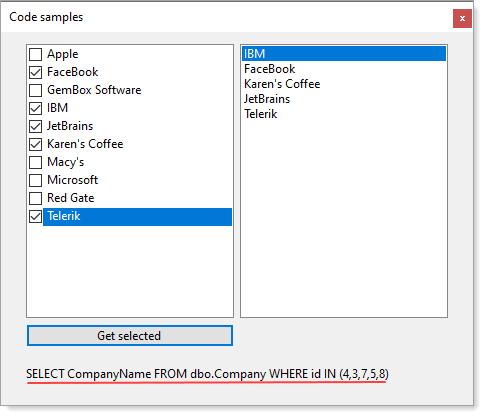 Code samples
x
Apple
FaceBook
GemBox Software
IBM
JetBrains
Karen's Coffee
Macy's
Microsoft
Red Gate
Telerik
IBM
FaceBook
Karen's Coffee
JetBrains
Telerik
Get selected
SELECT CompanyName FROM dbo.Company WHERE id IN (4,3,7,5,8)